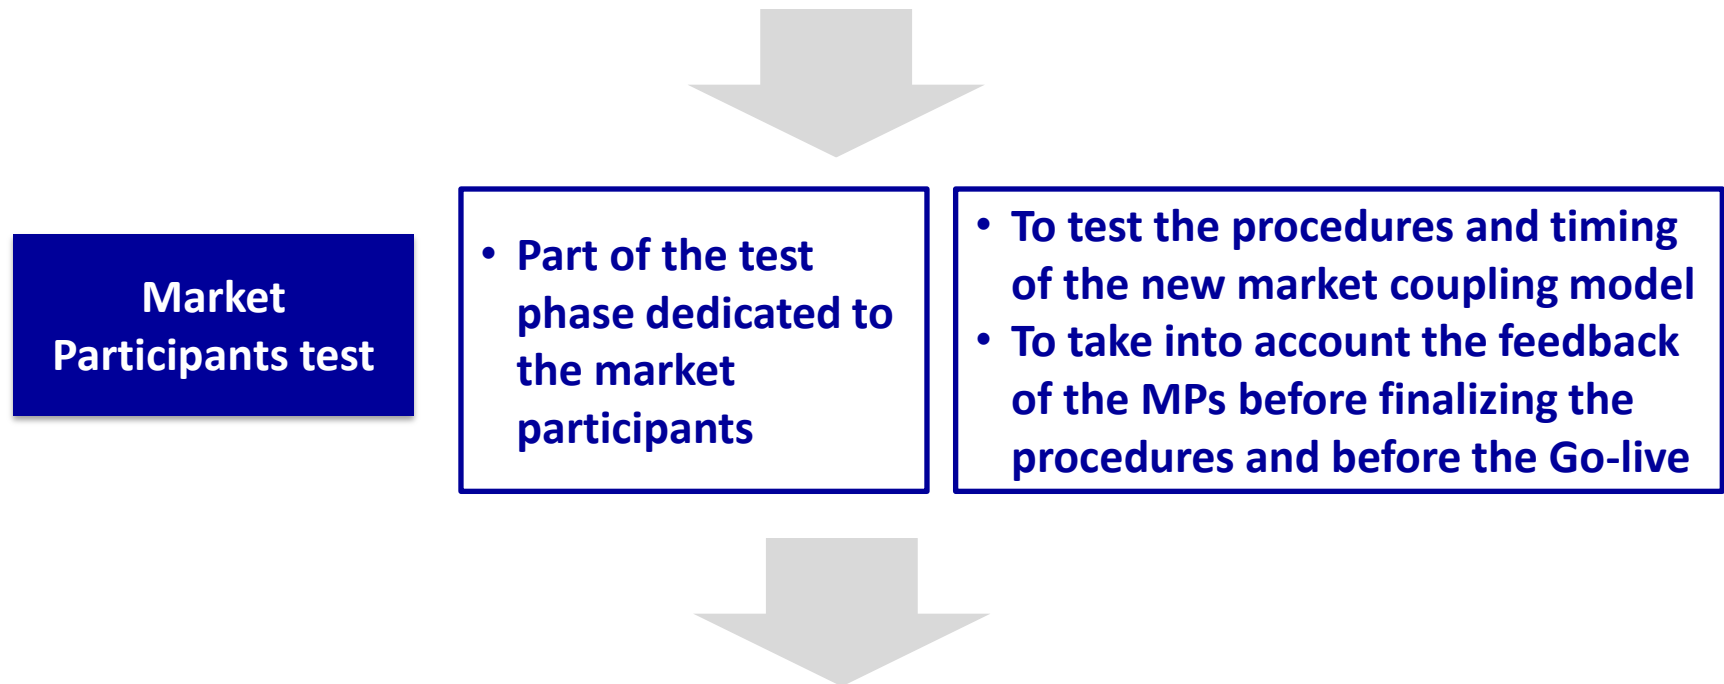 Market
Participants test
• Part of the test
phase dedicated to
the market
participants
• To test the procedures and timing
of the new market coupling model
• To take into account the feedback
of the MPs before finalizing the
procedures and before the Go-live